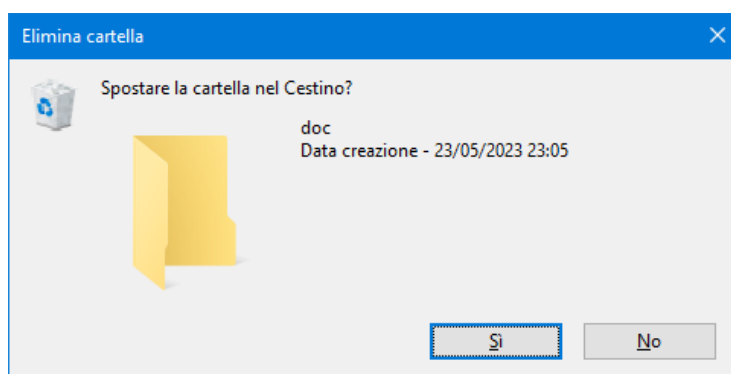 Elimina cartella
Spostare la cartella nel Cestino?
doc
Data creazione - 23/05/2023 23:05
Sì
No